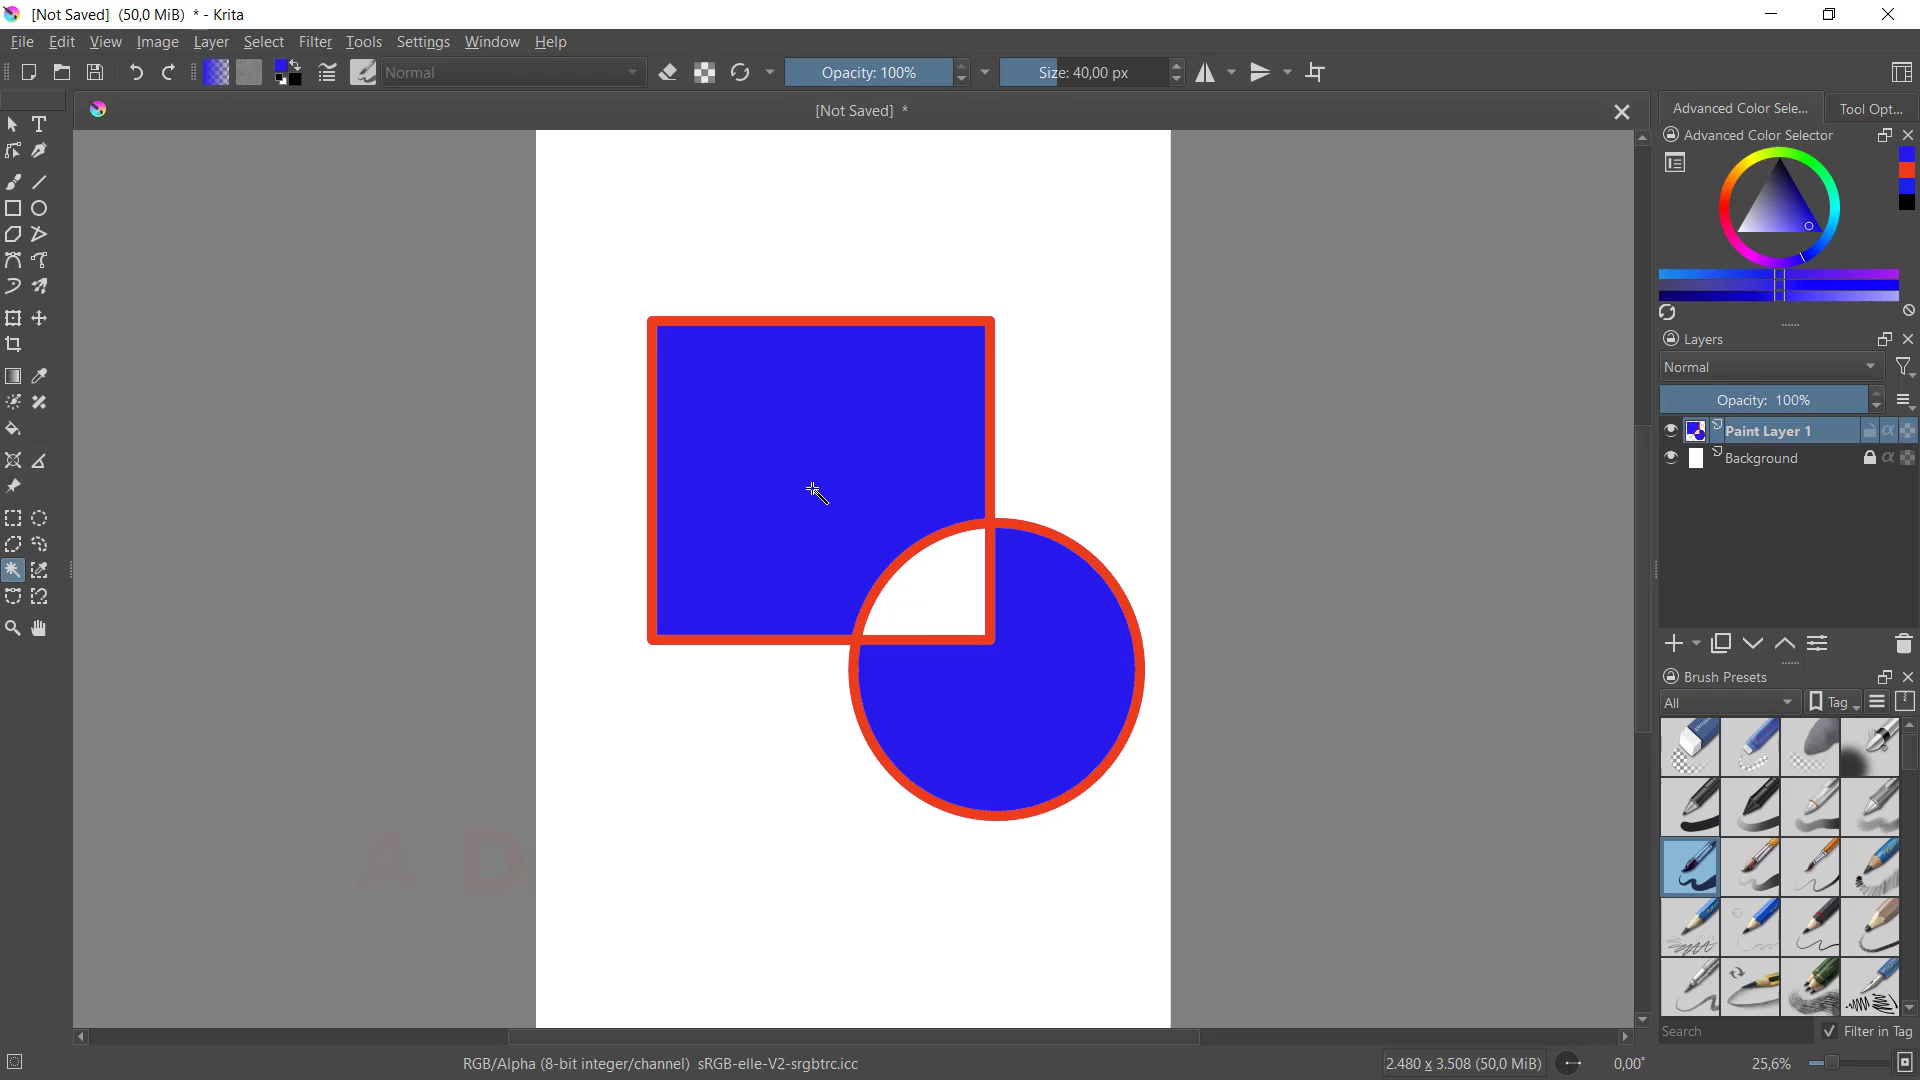 [Not Saved] (50,0 MiB) * - Krita
File Edit View Image Layer Select Filter Tools Settings Window Help
Normal Opacity: 100% Size: 40,00 px
[Not Saved] *
Advanced Color Sele... Tool Opt...
Advanced Color Selector
Layers
Normal
Opacity: 100%
Paint Layer 1
Background
Brush Presets
All Tag
C A D
Search Filter in Tag
RGB/Alpha (8-bit integer/channel) sRGB-elle-V2-srgbtrc.icc 2.480 x 3.508 (50,0 MiB) 0,00° 25,6%